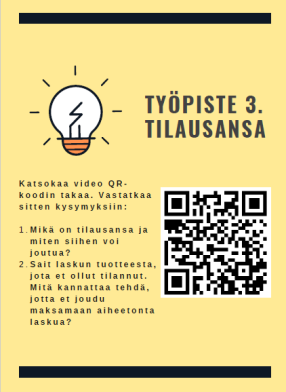 TYÖPISTE 3.
TILAUSANSA
Katsokaa video QR-
koodin takaa. Vastatkaa
sitten kysymyksiin:
1. Mikä on tilausansa ja
miten siihen voi
joutua?
2. Sait laskun tuotteesta,
jota et ollut tilannut.
Mitä kannattaa tehdä,
jotta et joudu
maksamaan aiheetonta
laskua?